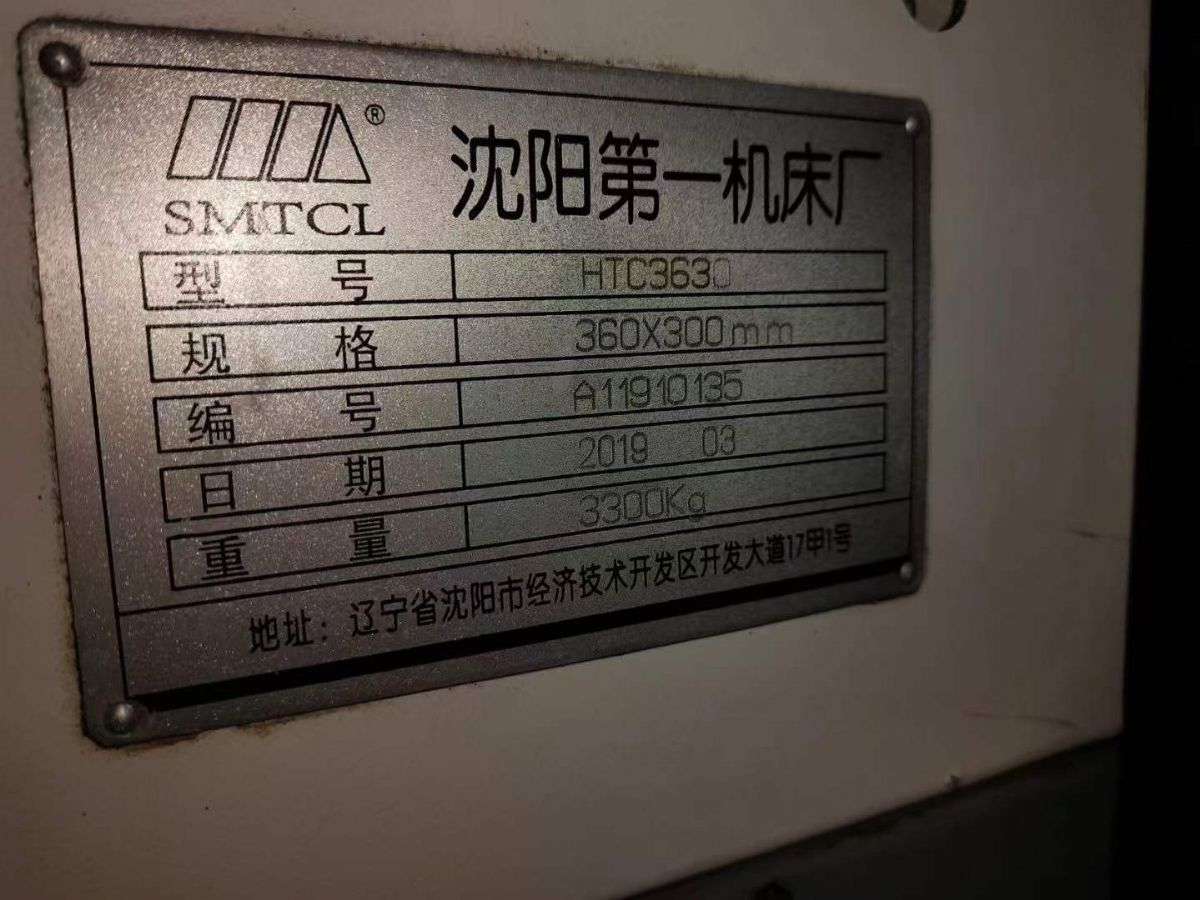 ®
SMTCL
沈阳第一机床厂
型 号 HTC3630
规 格 360X300mm
编 号 A11910135
日 期 2019 03
重 量 3300Kg
地址：辽宁省沈阳市经济技术开发区开发大道17甲1号